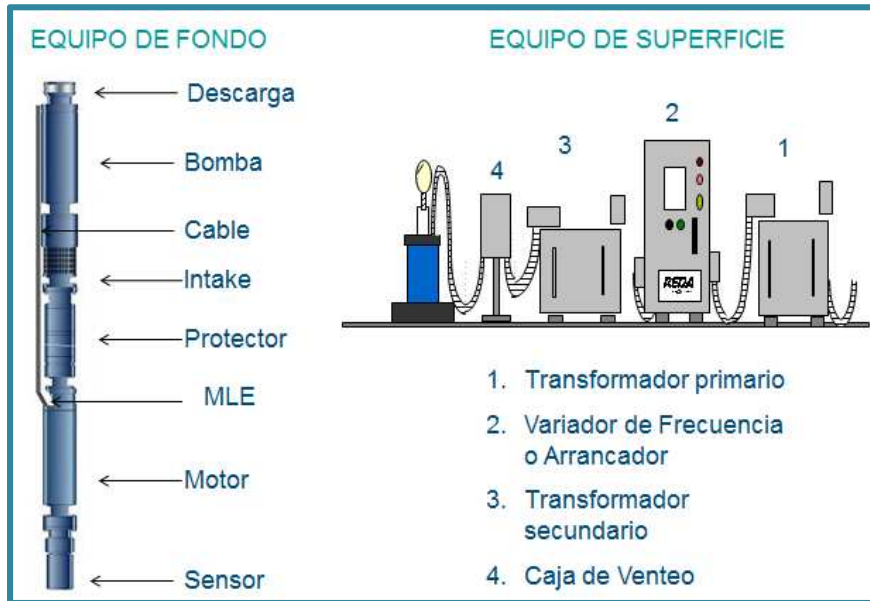 EQUIPO DE FONDO
Descarga
Bomba
Cable
Intake
Protector
MLE
Motor
Sensor
EQUIPO DE SUPERFICIE
4
3
2
1
REDA
1. Transformador primario
2. Variador de Frecuencia
o Arrancador
3. Transformador
secundario
4. Caja de Venteo